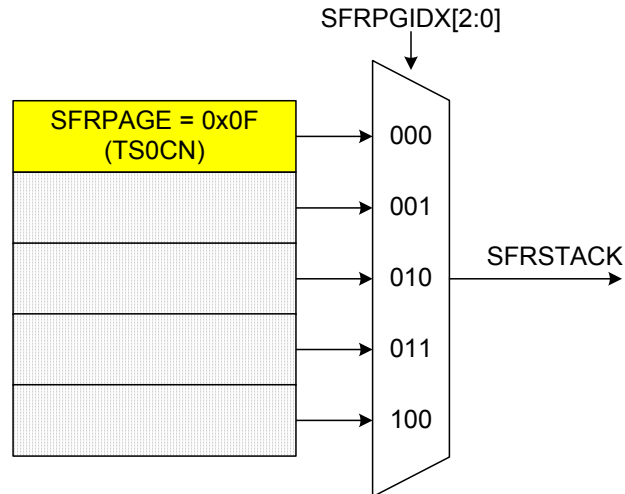 SFRPGIDX[2:0]
SFRPAGE = 0x0F
(TS0CN)
000
001
010
SFRSTACK
011
100